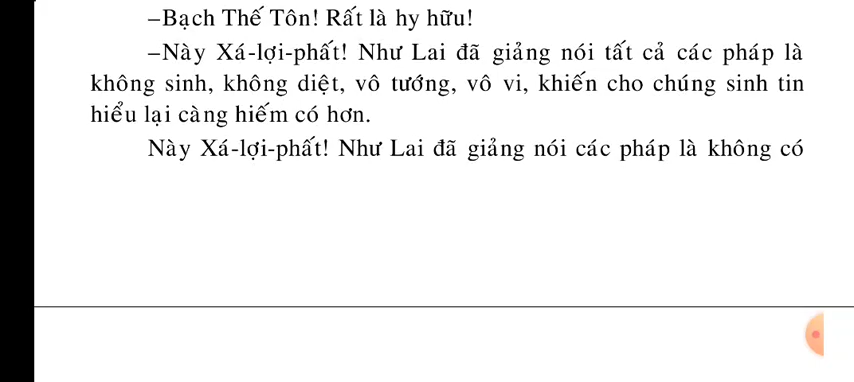 –Bạch Thế Tôn! Rất là hy hữu!
–Này Xá-lợi-phất! Như Lai đã giảng nói tất cả các pháp là
không sinh, không diệt, vô tướng, vô vi, khiến cho chúng sinh tin
hiểu lại càng hiếm có hơn.
Này Xá-lợi-phất! Như Lai đã giảng nói các pháp là không có